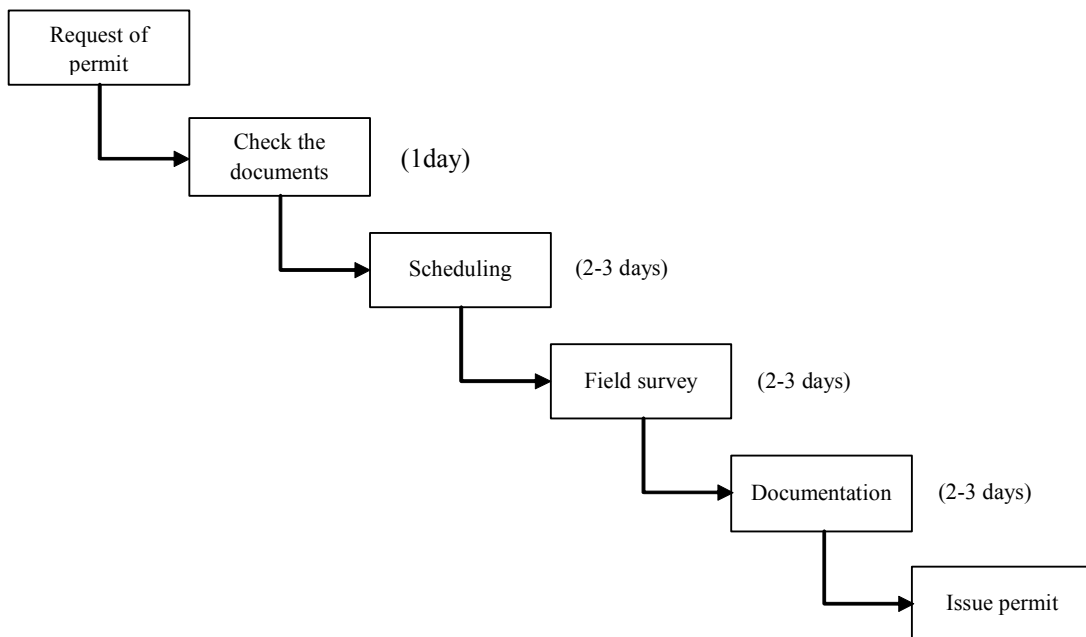 Request of
permit
Check the
documents
(1day)
Scheduling
(2-3 days)
Field survey
(2-3 days)
Documentation
(2-3 days)
Issue permit